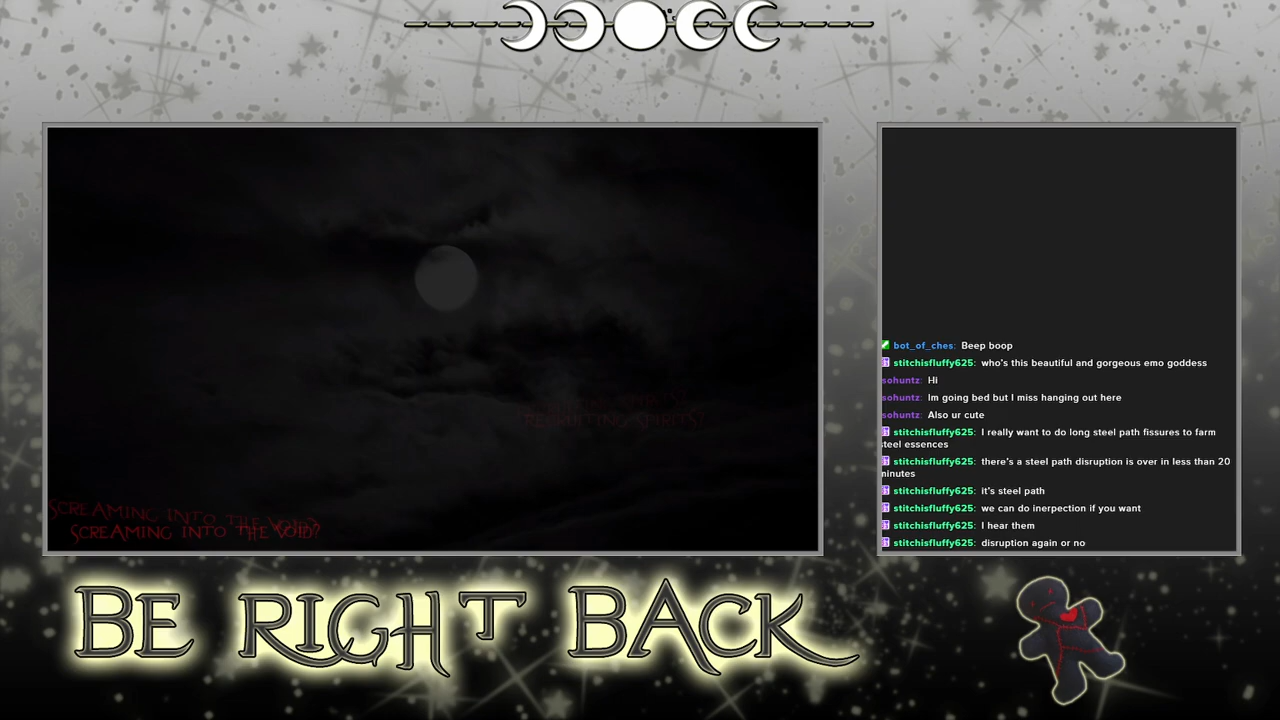 bot_of_ches: Beep boop
stitchisfluffy625: who's this beautiful and gorgeous emo goddess
sohuntz: Hi
sohuntz: Im going bed but I miss hanging out here
sohuntz: Also ur cute
stitchisfluffy625: I really want to do long steel path fissures to farm
steel essences
stitchisfluffy625: there's a steel path disruption is over in less than 20
minutes
stitchisfluffy625: it's steel path
stitchisfluffy625: we can do inerpection if you want
stitchisfluffy625: I hear them
stitchisfluffy625: disruption again or no
RECRUITING SPIRITS?
SCREAMING INTO THE VOID?
SCREAMING INTO THE VOID?
BE RIGHT BACK